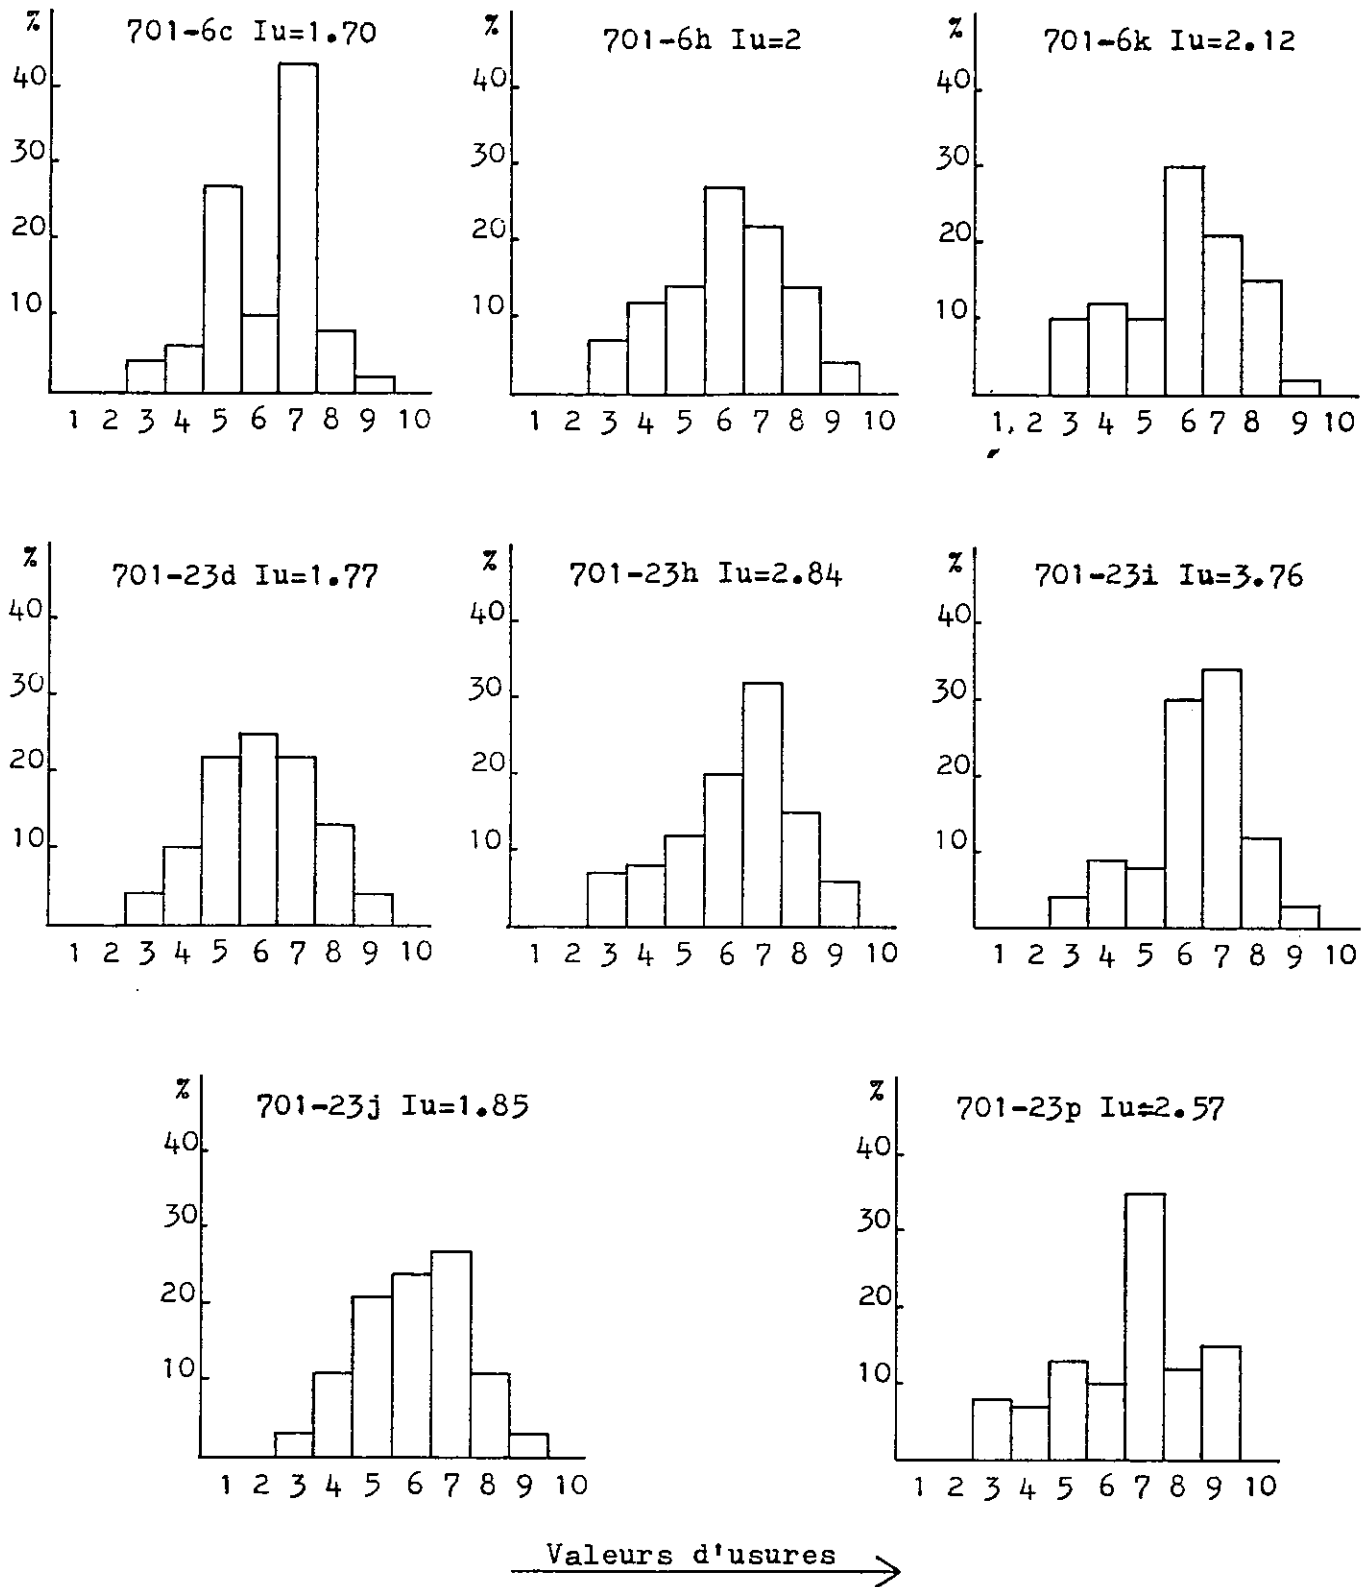 % 701-6c Iu=1.70
40
30
20
10
1 2 3 4 5 6 7 8 9 10
% 701-6h Iu=2
40
30
20
10
1 2 3 4 5 6 7 8 9 10
% 701-6k Iu=2.12
40
30
20
10
1, 2 3 4 5 6 7 8 9 10
% 701-23d Iu=1.77
40
30
20
10
1 2 3 4 5 6 7 8 9 10
% 701-23h Iu=2.84
40
30
20
10
1 2 3 4 5 6 7 8 9 10
% 701-23i Iu=3.76
40
30
20
10
1 2 3 4 5 6 7 8 9 10
% 701-23j Iu=1.85
40
30
20
10
1 2 3 4 5 6 7 8 9 10
% 701-23p Iu=2.57
40
30
20
10
1 2 3 4 5 6 7 8 9 10
Valeurs d'usures